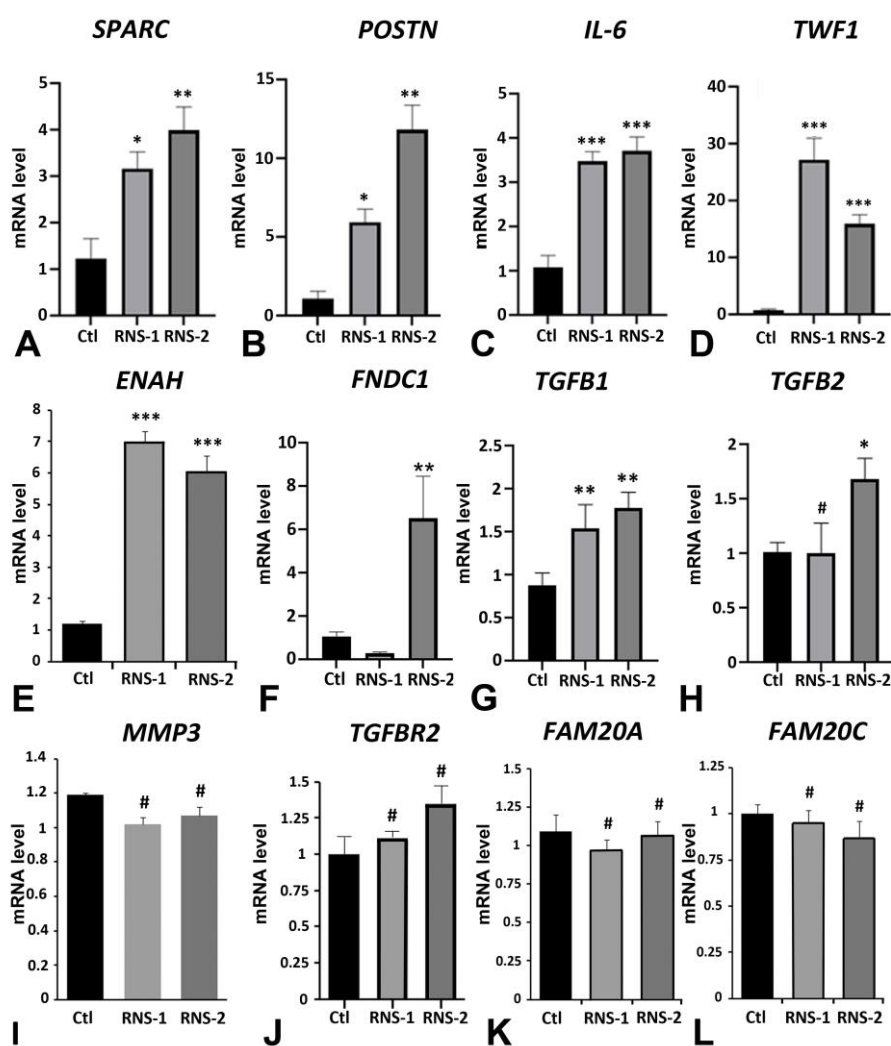 SPARC
POSTN
IL-6
TWF1
mRNA level
5
4
3
2
1
0
*
**
A
Ctl
RNS-1
RNS-2
mRNA level
15
10
5
0
*
**
B
Ctl
RNS-1
RNS-2
mRNA level
5
4
3
2
1
0
***
***
C
Ctl
RNS-1
RNS-2
mRNA level
40
30
20
10
0
***
***
D
Ctl
RNS-1
RNS-2
ENAH
FNDC1
TGFB1
TGFB2
mRNA level
8
7
6
5
4
3
2
1
0
***
***
E
Ctl
RNS-1
RNS-2
mRNA level
10
8
6
4
2
0
**
F
Ctl
RNS-1
RNS-2
mRNA level
2.5
2
1.5
1
0.5
0
**
**
G
Ctl
RNS-1
RNS-2
mRNA level
2
1.5
1
0.5
0
#
*
H
Ctl
RNS-1
RNS-2
MMP3
TGFBR2
FAM20A
FAM20C
mRNA level
1.4
1.2
1
0.8
0.6
0.4
1.2
0
#
#
I
Ctl
RNS-1
RNS-2
mRNA level
1.5
1.25
1
0.75
0.5
1.25
0
#
#
J
Ctl
RNS-1
RNS-2
mRNA level
1.5
1.25
1
0.75
0.5
1.25
0
#
#
K
Ctl
RNS-1
RNS-2
mRNA level
1.25
1
0.75
0.5
1.25
0
#
#
L
Ctl
RNS-1
RNS-2